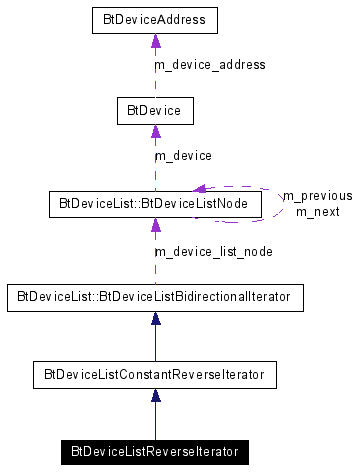 BtDeviceAddress
m_device_address
BtDevice
m_device
BtDeviceList::BtDeviceListNode
m_previous
m_next
m_device_list_node
BtDeviceList::BtDeviceListBidirectionalIterator
BtDeviceListConstantReverseIterator
BtDeviceListReverseIterator